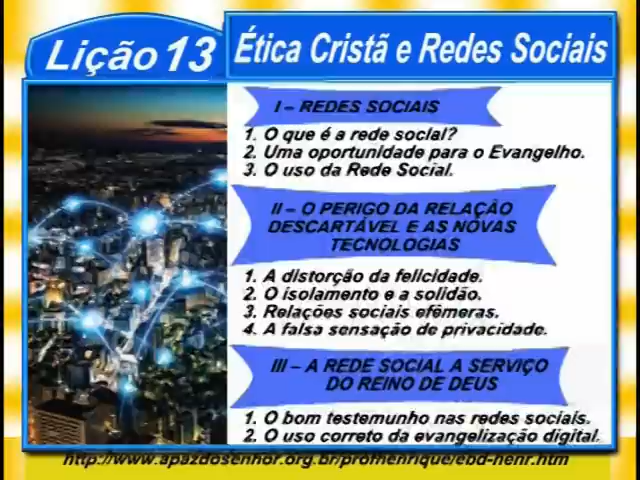 Lição 13
Ética Cristã e Redes Sociais
I – REDES SOCIAIS
1. O que é a rede social?
2. Uma oportunidade para o Evangelho.
3. O uso da Rede Social.
II – O PERIGO DA RELAÇÃO
DESCARTÁVEL E AS NOVAS
TECNOLOGIAS
1. A distorção da felicidade.
2. O isolamento e a solidão.
3. Relações sociais efêmeras.
4. A falsa sensação de privacidade.
III – A REDE SOCIAL A SERVIÇO
DO REINO DE DEUS
1. O bom testemunho nas redes sociais.
2. O uso correto da evangelização digital.
http://www.apazdosenhor.org.br/profhenrique/ebd-henr.htm